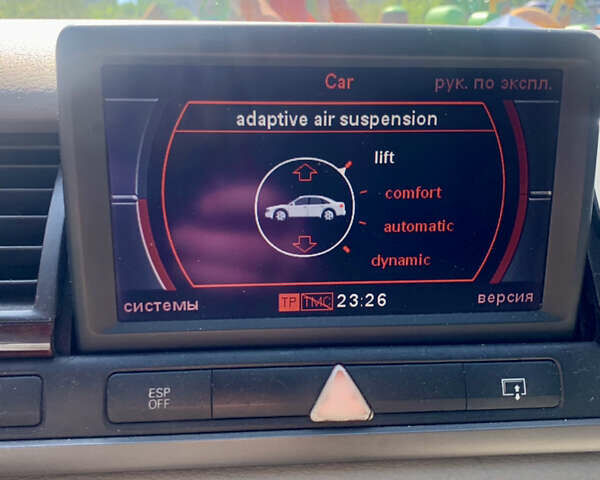 Car рук. по экспл.
adaptive air suspension
lift
comfort
automatic
dynamic
системы TP TMC 23:26 версия
ESP
OFF